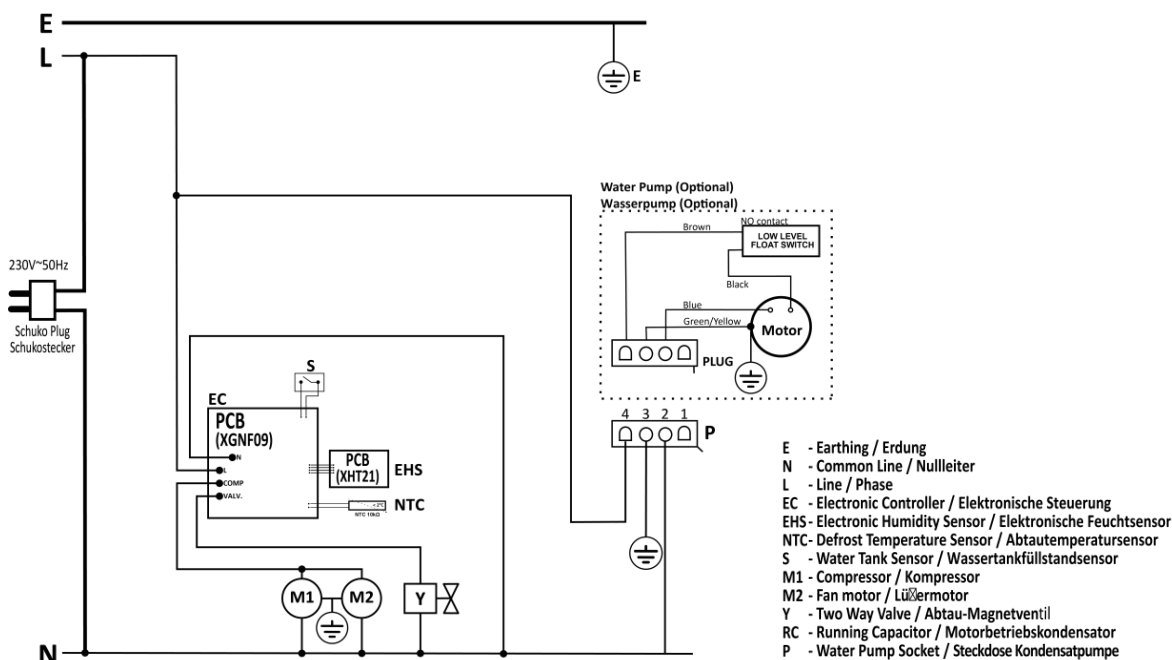 E
L
E
Water Pump (Optional)
Wasserpump (Optional)
NO contact
Brown
LOW LEVEL
FLOAT SWITCH
Black
230V~50Hz
Blue
Green/Yellow
Motor
Schuko Plug
Schukostecker
PLUG
S
EC
PCB
(XGNF09)
4 3 2 1
P
N
L
COMP
VALV.
PCB
(XHT21)
EHS
NTC
NTC 10kΩ
E - Earthing / Erdung
N - Common Line / Nullleiter
L - Line / Phase
EC - Electronic Controller / Elektronische Steuerung
EHS - Electronic Humidity Sensor / Elektronische Feuchtsensor
NTC - Defrost Temperature Sensor / Abtautemperatursensor
S - Water Tank Sensor / Wassertankfüllstandsensor
M1 - Compressor / Kompressor
M2 - Fan motor /
Y - Two Way Valve / Abtau-Magnetventil
RC - Running Capacitor / Motorbetriebskondensator
P - Water Pump Socket / Steckdose Kondensatpumpe
M1
M2
Y
N